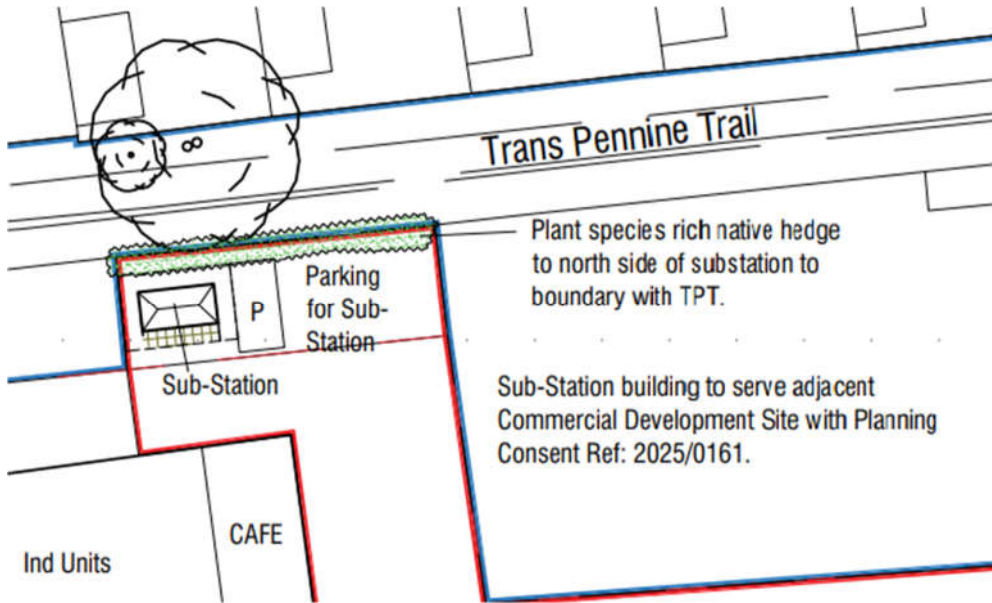 Trans Pennine Trail
Plant species rich native hedge
to north side of substation to
boundary with TPT.
Parking
for Sub-
Station
P
Sub-Station
Sub-Station building to serve adjacent
Commercial Development Site with Planning
Consent Ref: 2025/0161.
CAFE
Ind Units